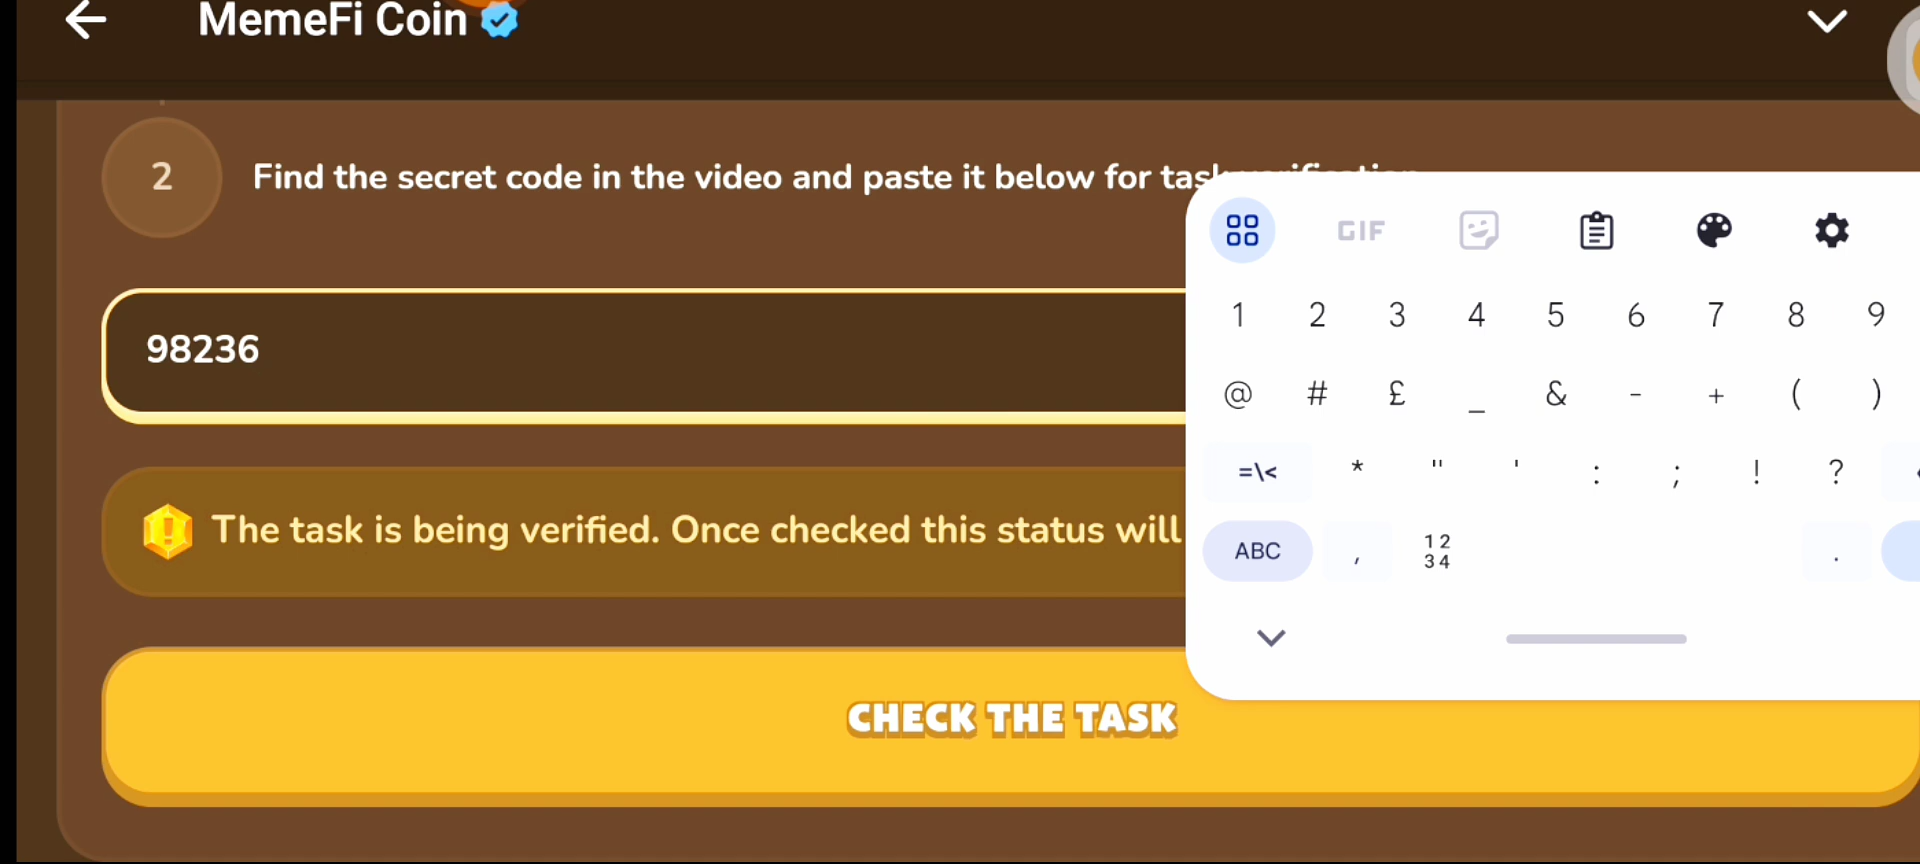 MemeFi Coin
2
Find the secret code in the video and paste it below for task verification
98236
The task is being verified. Once checked this status will
CHECK THE TASK
GIF
1 2 3 4 5 6 7 8 9
@ # £ _ & - + ( )
=\< * " ' : ; ! ?
ABC , 12 34 .